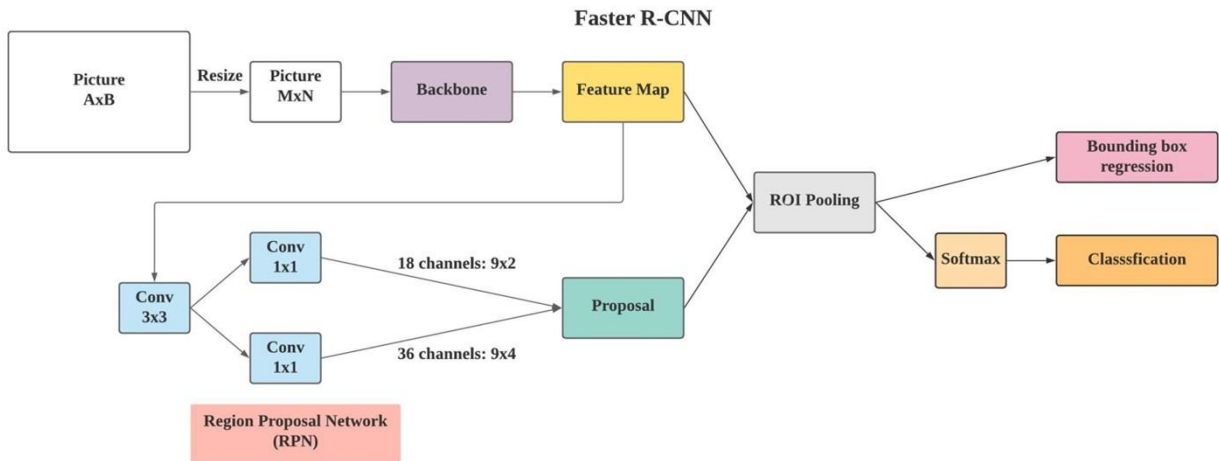 Faster R-CNN
Picture
AxB
Resize
Picture
MxN
Backbone
Feature Map
ROI Pooling
Bounding box
regression
Softmax
Classsfication
Conv
3x3
Conv
1x1
18 channels: 9x2
Conv
1x1
36 channels: 9x4
Proposal
Region Proposal Network
(RPN)